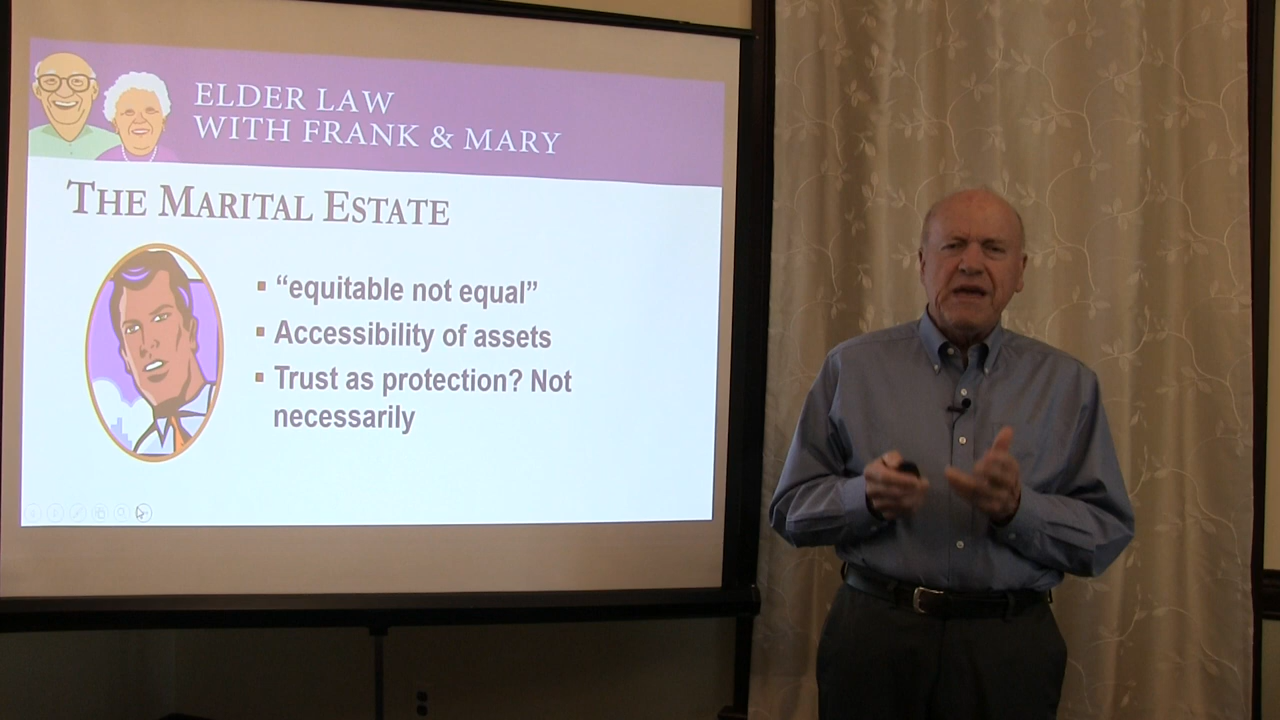 ELDER LAW
WITH FRANK & MARY
THE MARITAL ESTATE
▪ “equitable not equal”
▪ Accessibility of assets
▪ Trust as protection? Not
necessarily